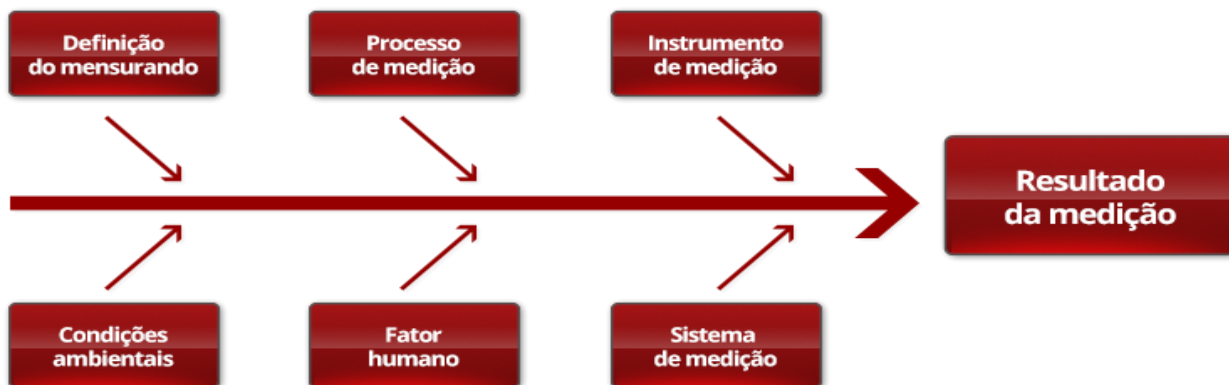 Definição
do mensurando
Processo
de medição
Instrumento
de medição
Resultado
da medição
Condições
ambientais
Fator
humano
Sistema
de medição